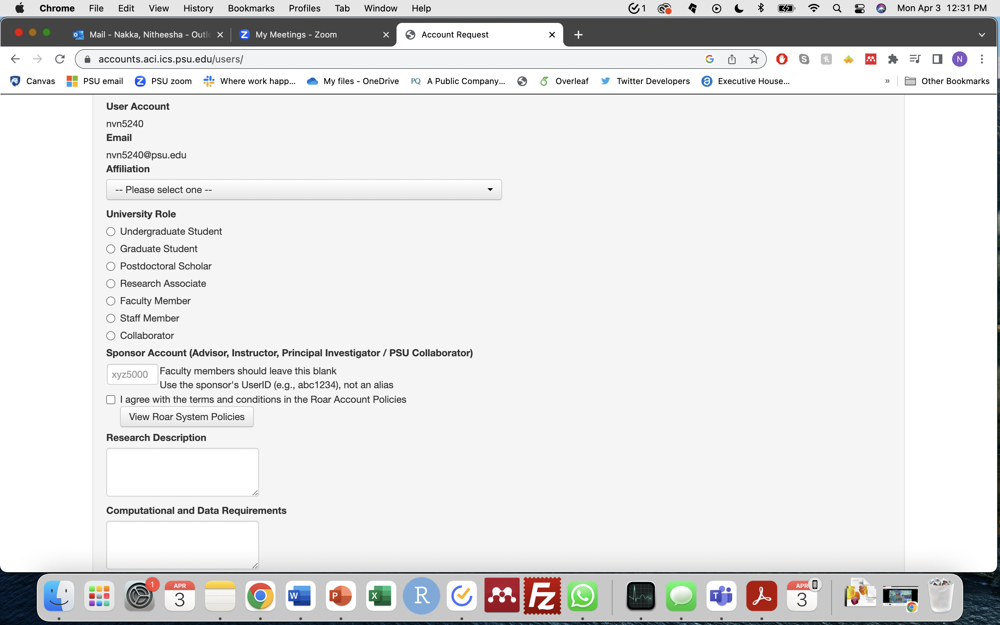 Chrome File Edit View History Bookmarks Profiles Tab Window Help 1 Mon Apr 3 12:31 PM
Mail - Nakka, Nitheesha - Outlo My Meetings - Zoom Account Request
accounts.aci.ics.psu.edu/users/ N
Canvas PSU email PSU zoom Where work happ... My files - OneDrive PQ A Public Company... Overleaf Twitter Developers Executive House... » Other Bookmarks
User Account
nvn5240
Email
nvn5240@psu.edu
Affiliation
-- Please select one --
University Role
Undergraduate Student
Graduate Student
Postdoctoral Scholar
Research Associate
Faculty Member
Staff Member
Collaborator
Sponsor Account (Advisor, Instructor, Principal Investigator / PSU Collaborator)
xyz5000 Faculty members should leave this blank
Use the sponsor's UserID (e.g., abc1234), not an alias
I agree with the terms and conditions in the Roar Account Policies
View Roar System Policies
Research Description
Computational and Data Requirements
1 APR 3 W P X R Fz T APR 3